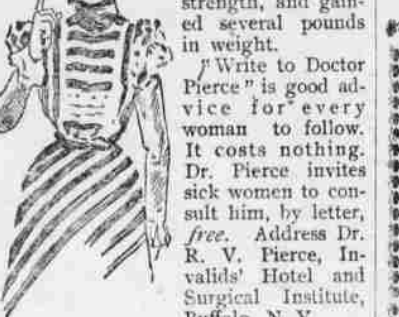 strength, and gain-
ed several pounds
in weight.
"Write to Doctor
Pierce" is good ad-
vice for every
woman to follow.
It costs nothing.
Dr. Pierce invites
sick women to con-
sult him, by letter,
free. Address Dr.
R. V. Pierce, In-
valids' Hotel and
Surgical Institute,
Buffalo, N. Y.